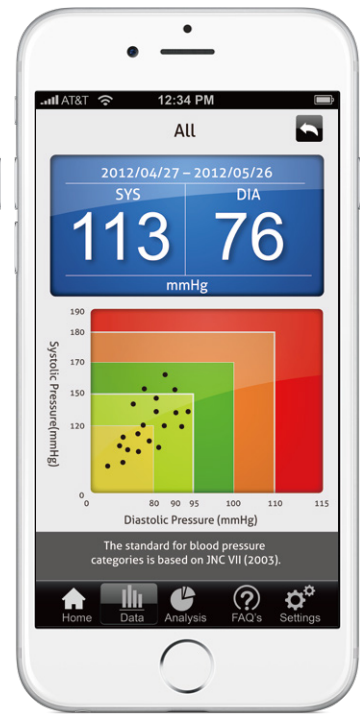 AT&T 12:34 PM
All
2012/04/27 – 2012/05/26
SYS DIA
113 76
mmHg
190
180
170
150
120
0
Systolic Pressure(mmHg)
0 80 90 95 100 110 115
Diastolic Pressure (mmHg)
The standard for blood pressure
categories is based on JNC VII (2003).
Home Data Analysis FAQ's Settings